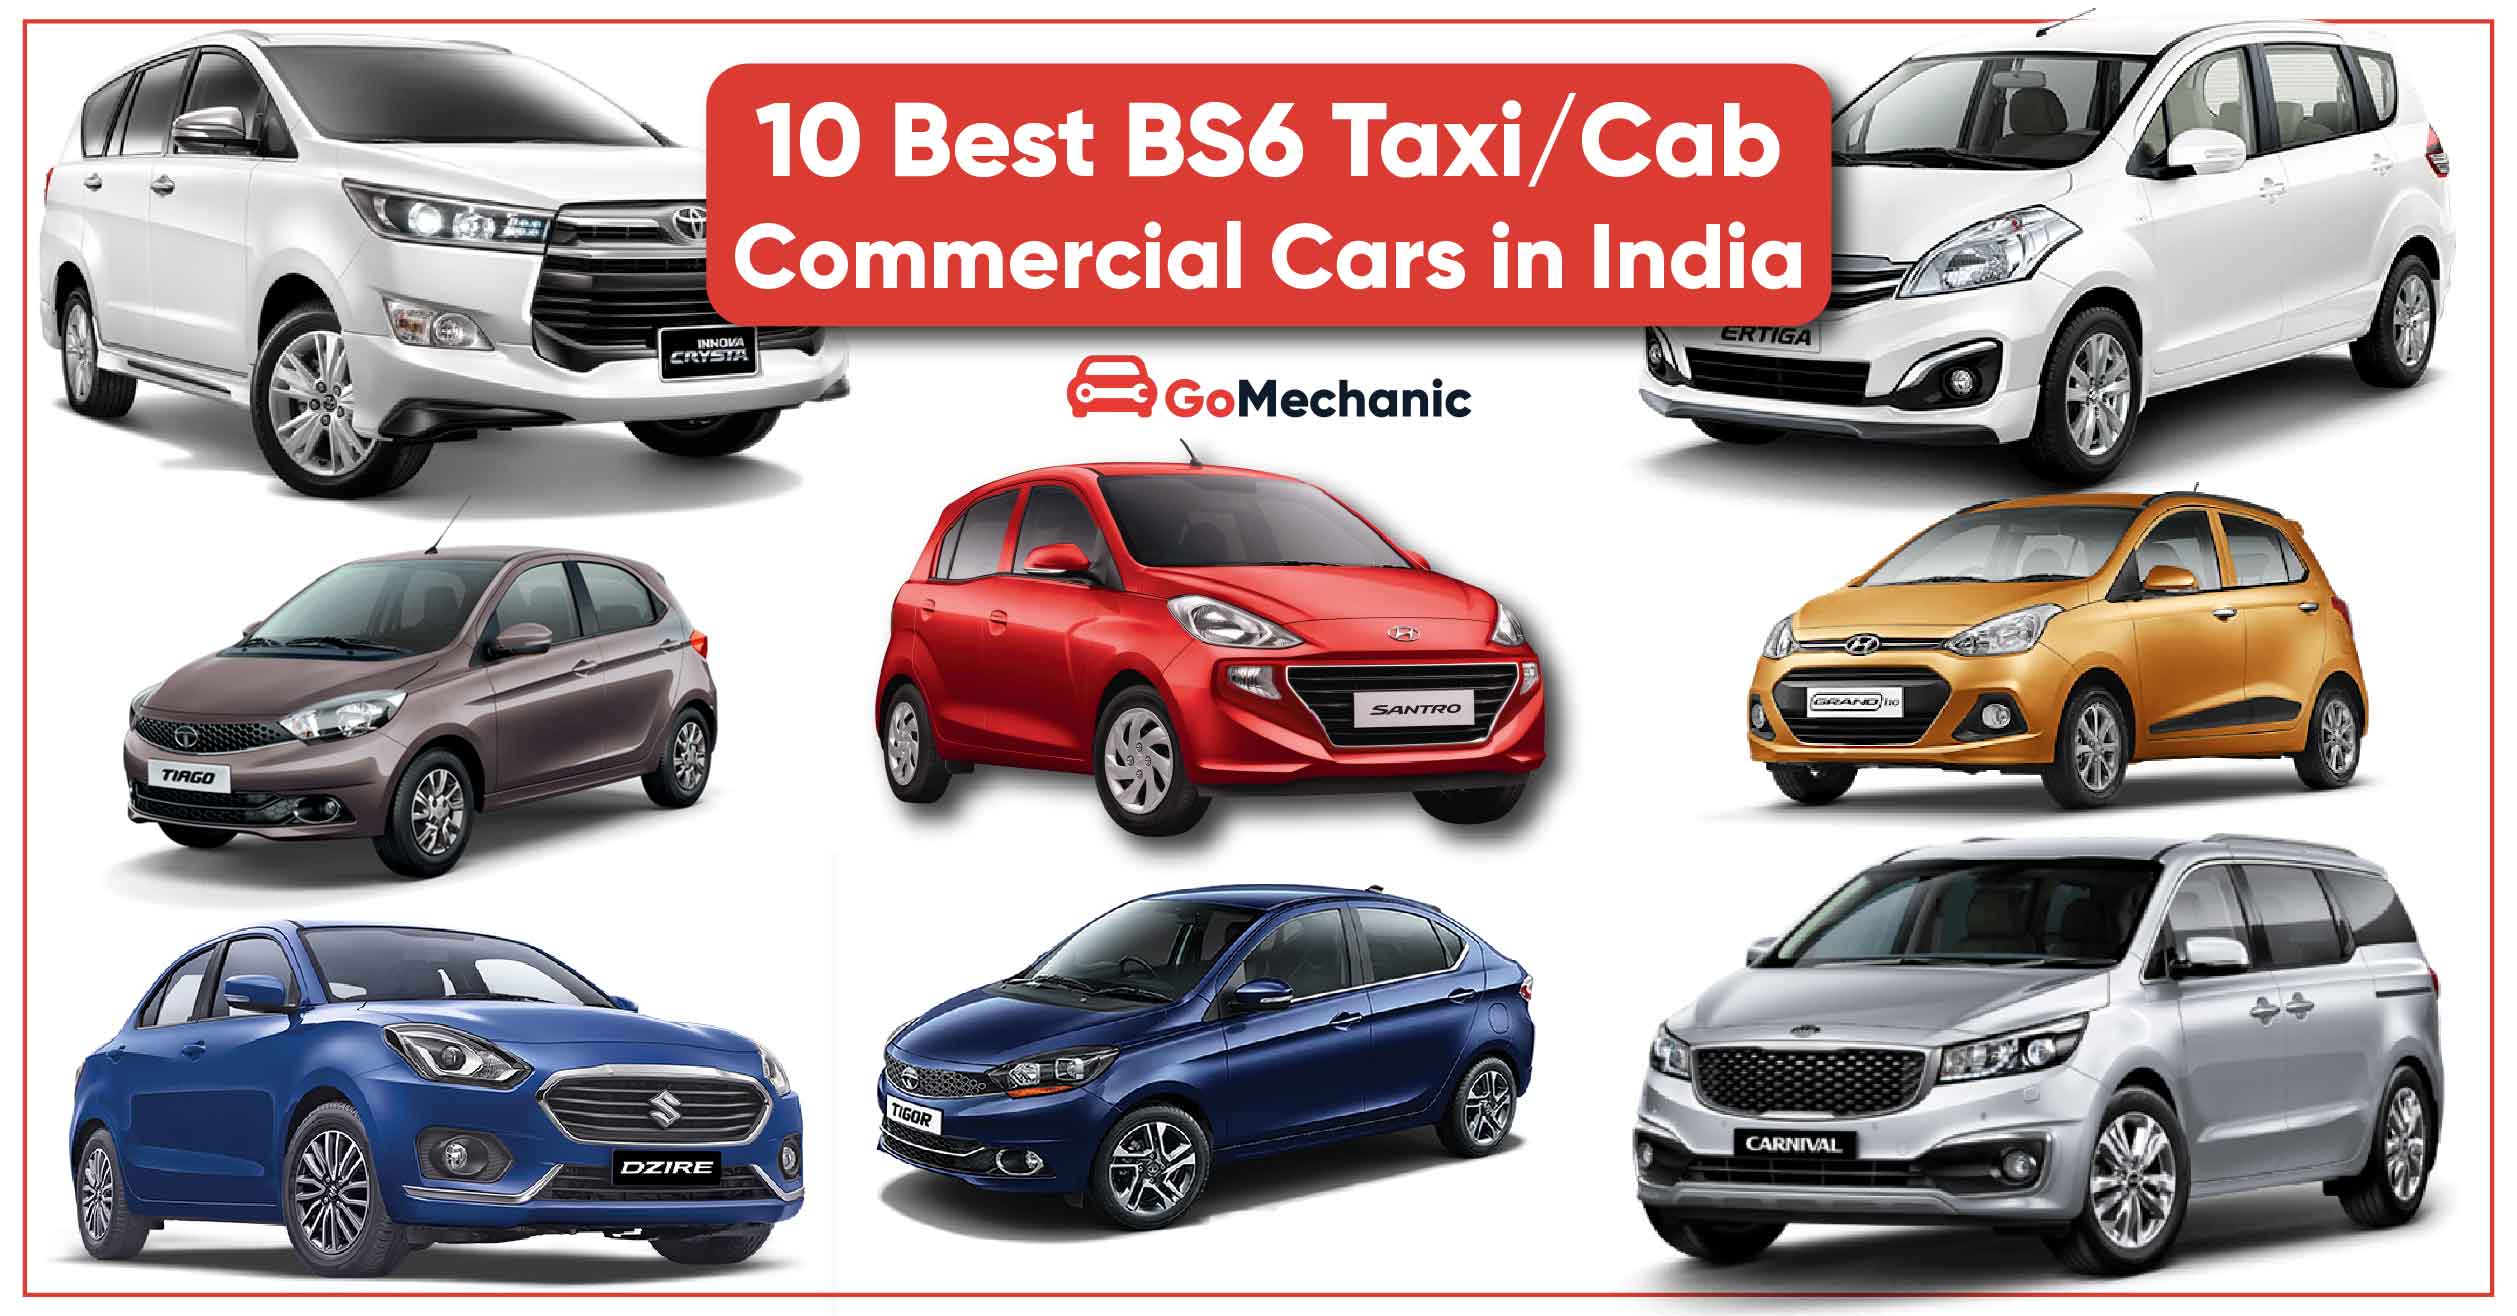 10 Best BS6 Taxi/Cab
Commercial Cars in India
GoMechanic
INNOVA
CRYSTA
ERTIGA
TIAGO
SANTRO
GRAND i10
DZIRE
TIGOR
CARNIVAL